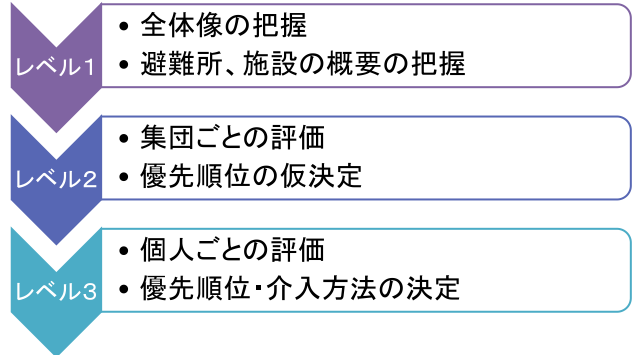 レベル1
• 全体像の把握
• 避難所、施設の概要の把握
レベル2
• 集団ごとの評価
• 優先順位の仮決定
レベル3
• 個人ごとの評価
• 優先順位・介入方法の決定